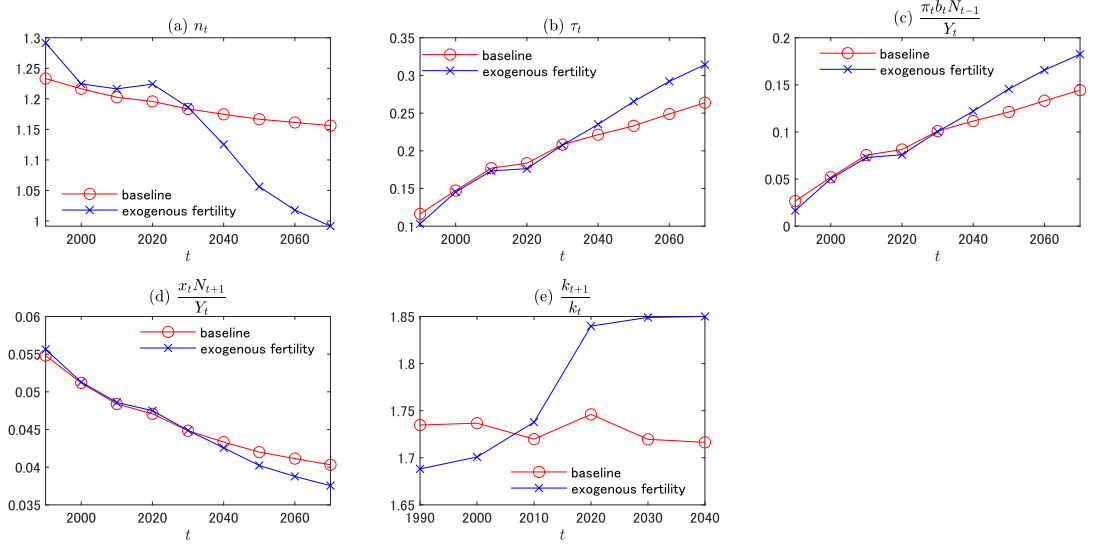 (a) n_t
1.3
1.25
1.2
1.15
1.1
1.05
1
baseline
exogenous fertility
2000 2020 2040 2060
t
(b) τ_t
0.35
0.3
0.25
0.2
0.15
0.1
baseline
exogenous fertility
2000 2020 2040 2060
t
(c) π_t b_t N_{t−1} / Y_t
0.2
0.15
0.1
0.05
0
baseline
exogenous fertility
2000 2020 2040 2060
t
(d) x_t N_{t+1} / Y_t
0.06
0.055
0.05
0.045
0.04
0.035
baseline
exogenous fertility
2000 2020 2040 2060
t
(e) k_{t+1} / k_t
1.85
1.8
1.75
1.7
1.65
baseline
exogenous fertility
1990 2000 2010 2020 2030 2040
t